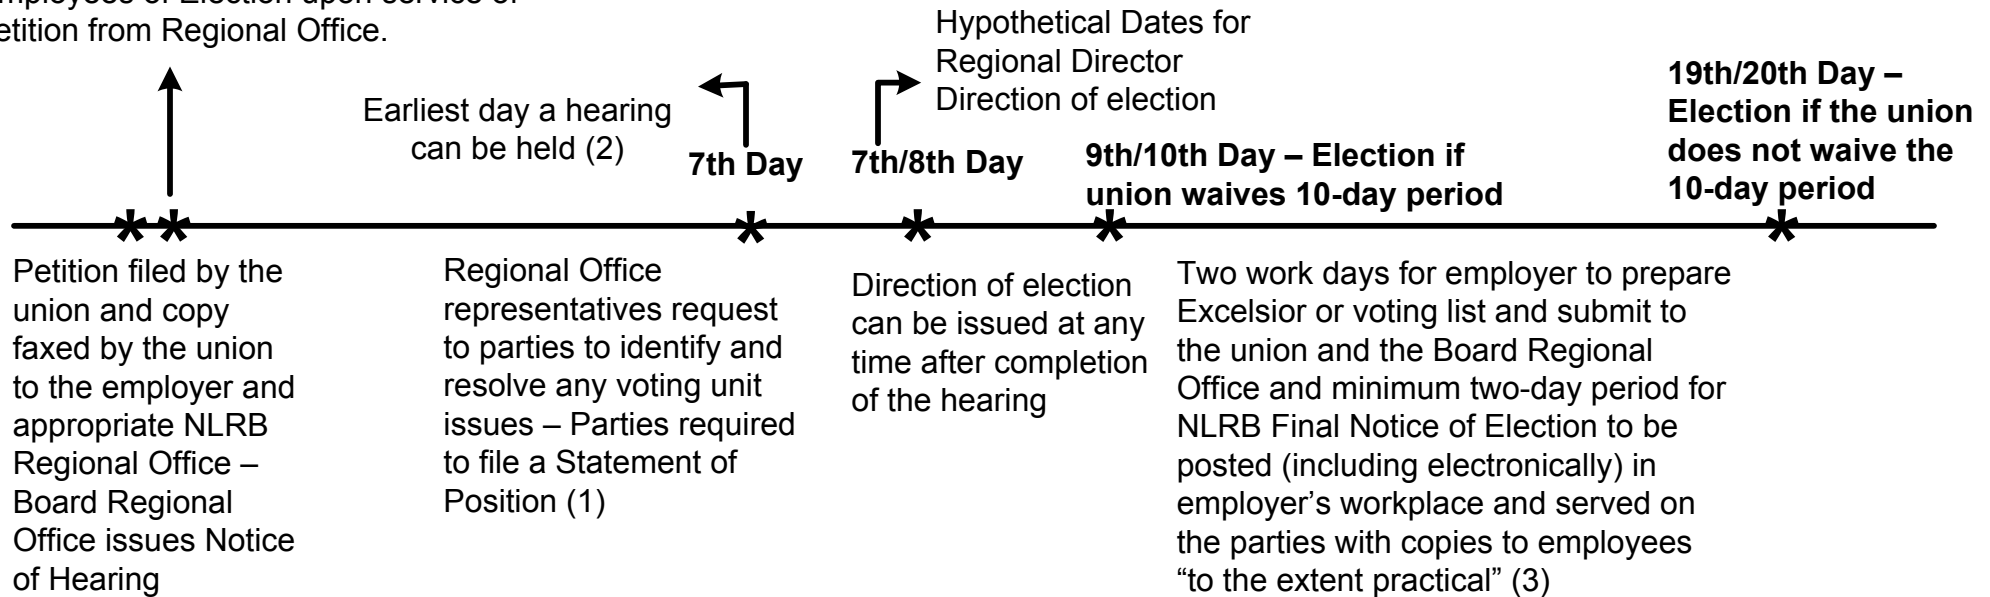 Election upon service of
from Regional Office.
Earliest day a hearing
can be held (2)
7th Day
Hypothetical Dates for
Regional Director
Direction of election
7th/8th Day
9th/10th Day – Election if
union waives 10-day period
19th/20th Day –
Election if the union
does not waive the
10-day period
Petition filed by the
union and copy
faxed by the union
to the employer and
appropriate NLRB
Regional Office –
Board Regional
Office issues Notice
of Hearing
Regional Office
representatives request
to parties to identify and
resolve any voting unit
issues – Parties required
to file a Statement of
Position (1)
Direction of election
can be issued at any
time after completion
of the hearing
Two work days for employer to prepare
Excelsior or voting list and submit to
the union and the Board Regional
Office and minimum two-day period for
NLRB Final Notice of Election to be
posted (including electronically) in
employer’s workplace and served on
the parties with copies to employees
“to the extent practical” (3)